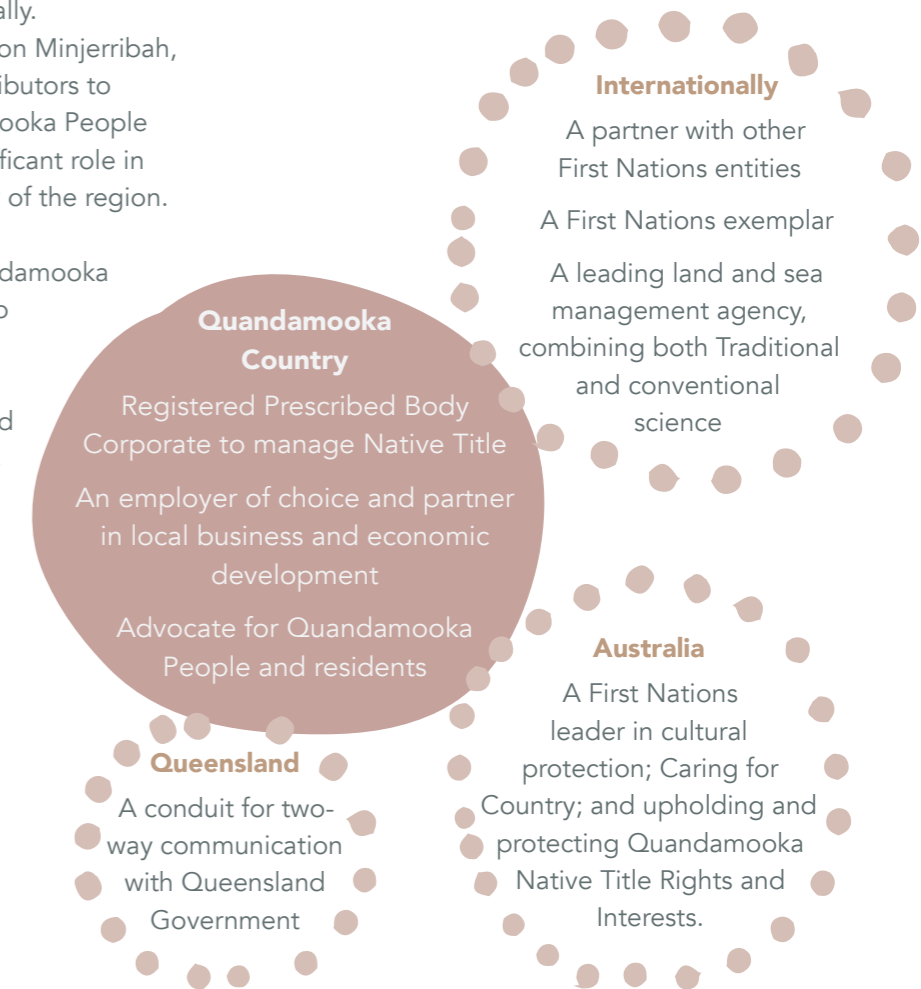 ally.
on Minjerribah,
ibutors to
ooka People
ficant role in
of the region.
damooka
Quandamooka
Country
Registered Prescribed Body
Corporate to manage Native Title
An employer of choice and partner
in local business and economic
development
Advocate for Quandamooka
People and residents
Internationally
A partner with other
First Nations entities
A First Nations exemplar
A leading land and sea
management agency,
combining both Traditional
and conventional
science
Queensland
A conduit for two-
way communication
with Queensland
Government
Australia
A First Nations
leader in cultural
protection; Caring for
Country; and upholding and
protecting Quandamooka
Native Title Rights and
Interests.